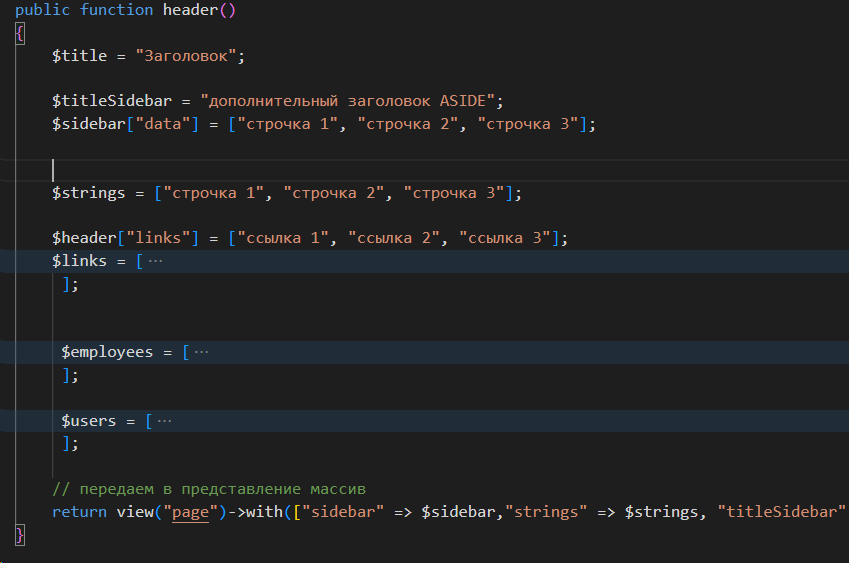 public function header()
{
$title = "Заголовок";
$titleSidebar = "дополнительный заголовок ASIDE";
$sidebar["data"] = ["строчка 1", "строчка 2", "строчка 3"];
$strings = ["строчка 1", "строчка 2", "строчка 3"];
$header["links"] = ["ссылка 1", "ссылка 2", "ссылка 3"];
$links = [ ···
];
$employees = [ ···
];
$users = [ ···
];
// передаем в представление массив
return view("page")->with(["sidebar" => $sidebar,"strings" => $strings, "titleSidebar"
}